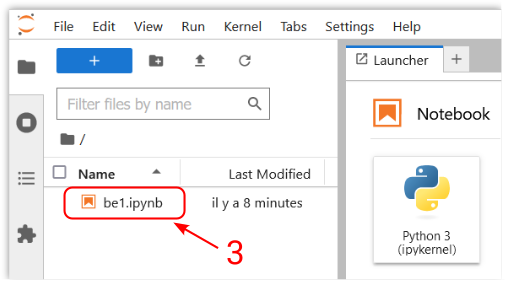 File Edit View Run Kernel Tabs Settings Help
+
Launcher +
Filter files by name
Notebook
/
Name Last Modified
be1.ipynb il y a 8 minutes
Python 3
(ipykernel)
3